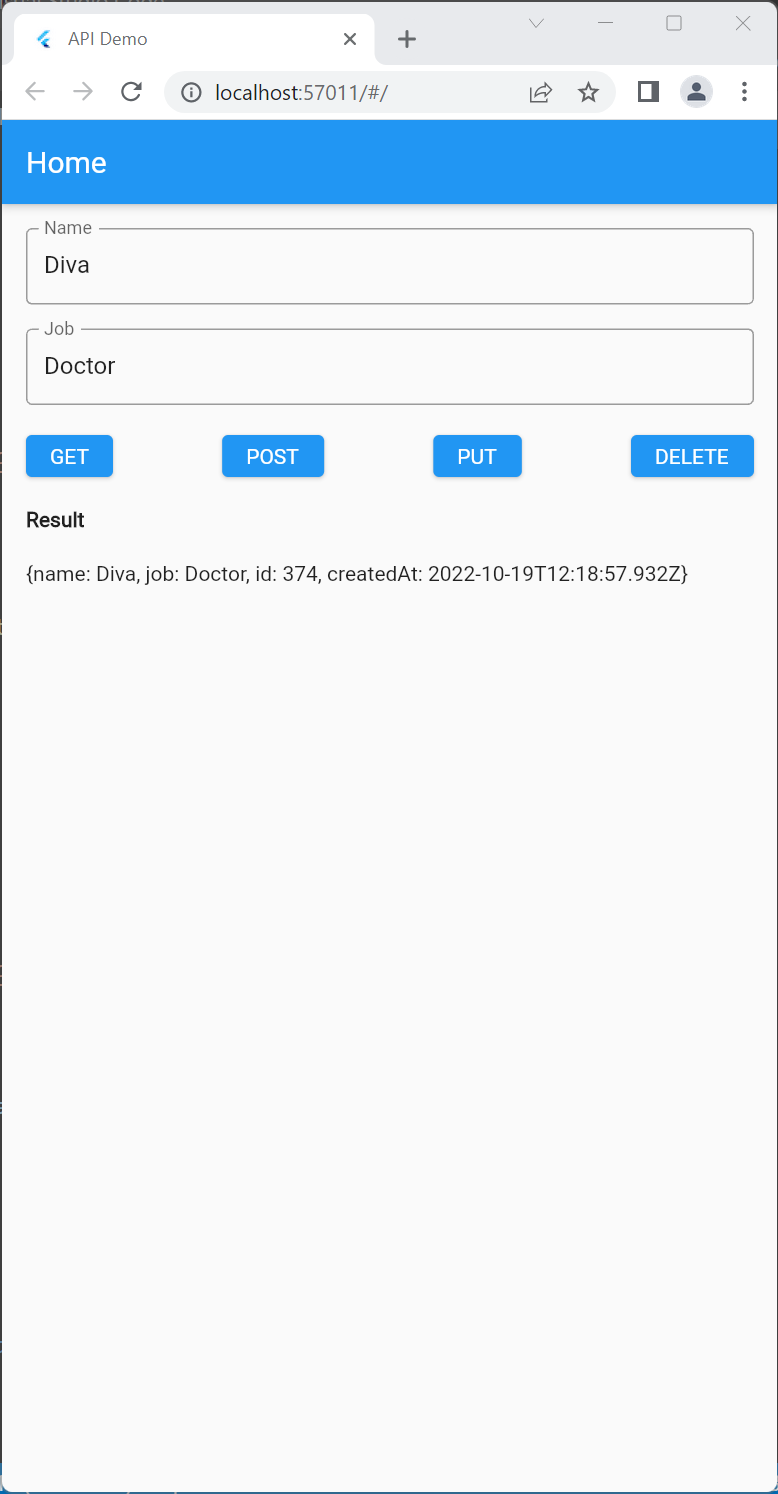 API Demo
localhost:57011/#/
Home
Name
Diva
Job
Doctor
GET POST PUT DELETE
Result
{name: Diva, job: Doctor, id: 374, createdAt: 2022-10-19T12:18:57.932Z}